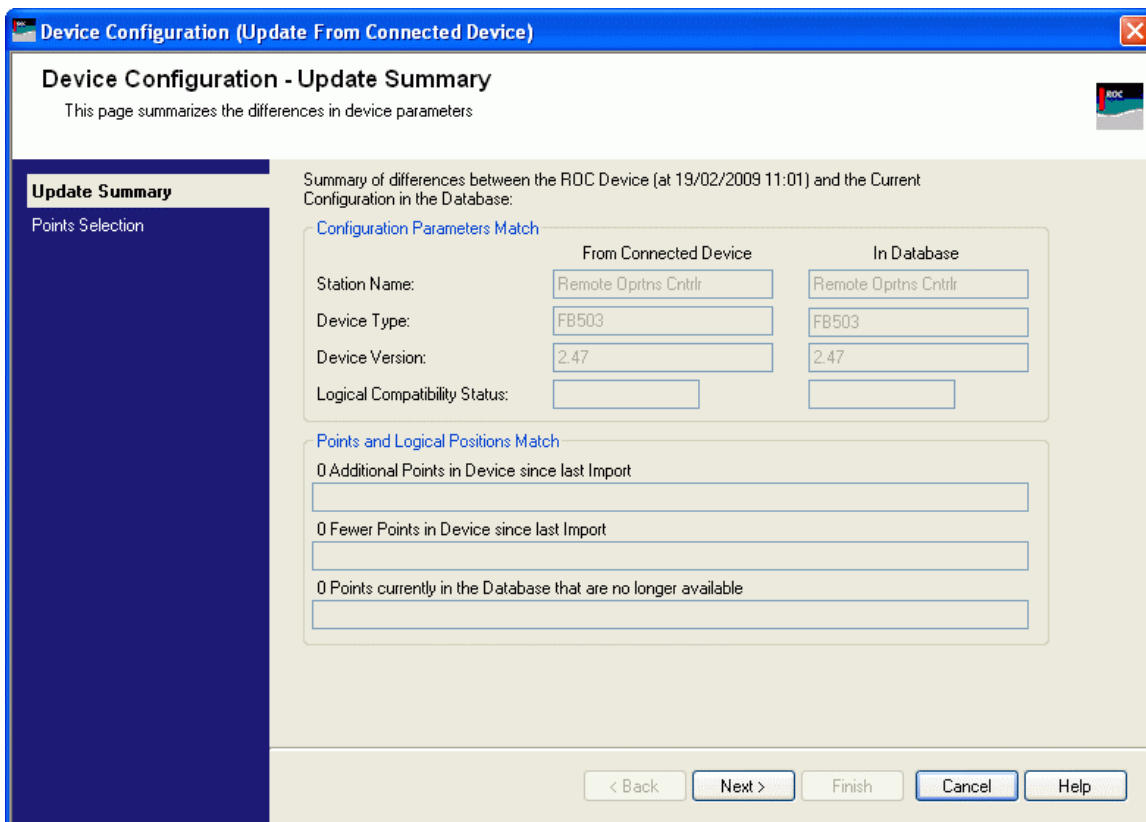 Device Configuration (Update From Connected Device)
Device Configuration - Update Summary
This page summarizes the differences in device parameters
ROC
Update Summary
Points Selection
Summary of differences between the ROC Device (at 19/02/2009 11:01) and the Current
Configuration in the Database:
Configuration Parameters Match
From Connected Device In Database
Station Name: Remote Oprtns Cntrlr Remote Oprtns Cntrlr
Device Type: FB503 FB503
Device Version: 2.47 2.47
Logical Compatibility Status:
Points and Logical Positions Match
0 Additional Points in Device since last Import
0 Fewer Points in Device since last Import
0 Points currently in the Database that are no longer available
< Back Next > Finish Cancel Help